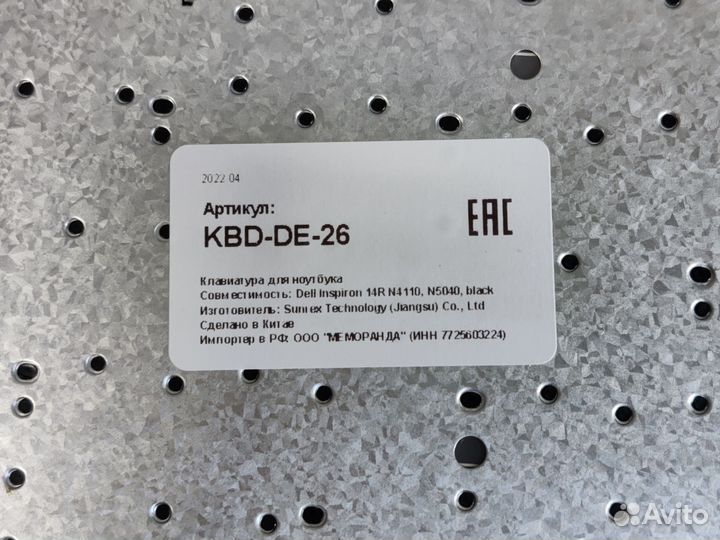 2022 04
Артикул:
KBD-DE-26
EAC
Клавиатура для ноутбука
Совместимость: Dell Inspiron 14R N4110, N5040, black
Изготовитель: Sunrex Technology (Jiangsu) Co., Ltd
Сделано в Китае
Импортер в РФ: ООО "МЕМОРАНДА" (ИНН 7725603224)
Avito